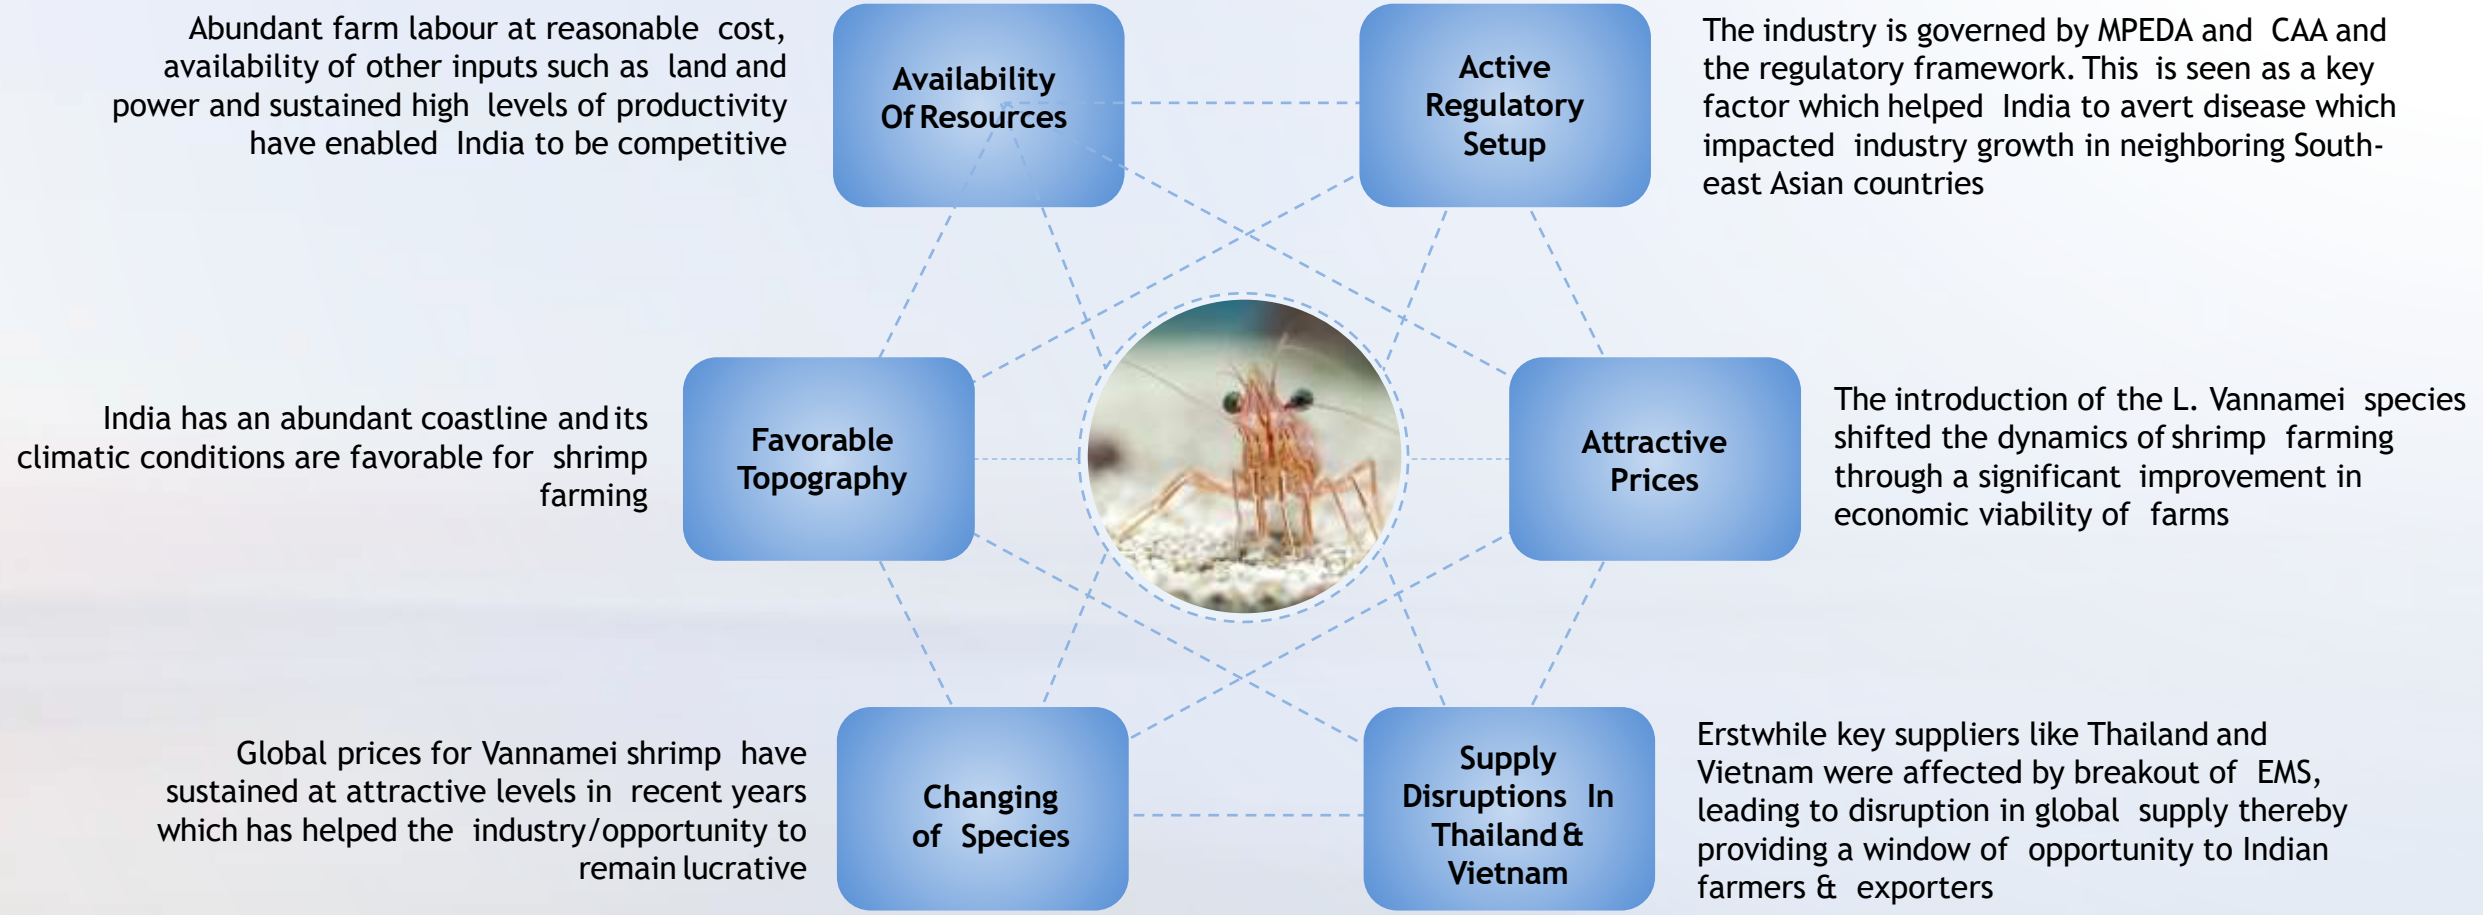 Abundant farm labour at reasonable cost,
availability of other inputs such as land and
power and sustained high levels of productivity
have enabled India to be competitive
Availability
Of Resources
Active
Regulatory
Setup
The industry is governed by MPEDA and CAA and
the regulatory framework. This is seen as a key
factor which helped India to avert disease which
impacted industry growth in neighboring South-
east Asian countries
India has an abundant coastline and its
climatic conditions are favorable for shrimp
farming
Favorable
Topography
Attractive
Prices
The introduction of the L. Vannamei species
shifted the dynamics of shrimp farming
through a significant improvement in
economic viability of farms
Global prices for Vannamei shrimp have
sustained at attractive levels in recent years
which has helped the industry/opportunity to
remain lucrative
Changing
of Species
Supply
Disruptions In
Thailand &
Vietnam
Erstwhile key suppliers like Thailand and
Vietnam were affected by breakout of EMS,
leading to disruption in global supply thereby
providing a window of opportunity to Indian
farmers & exporters